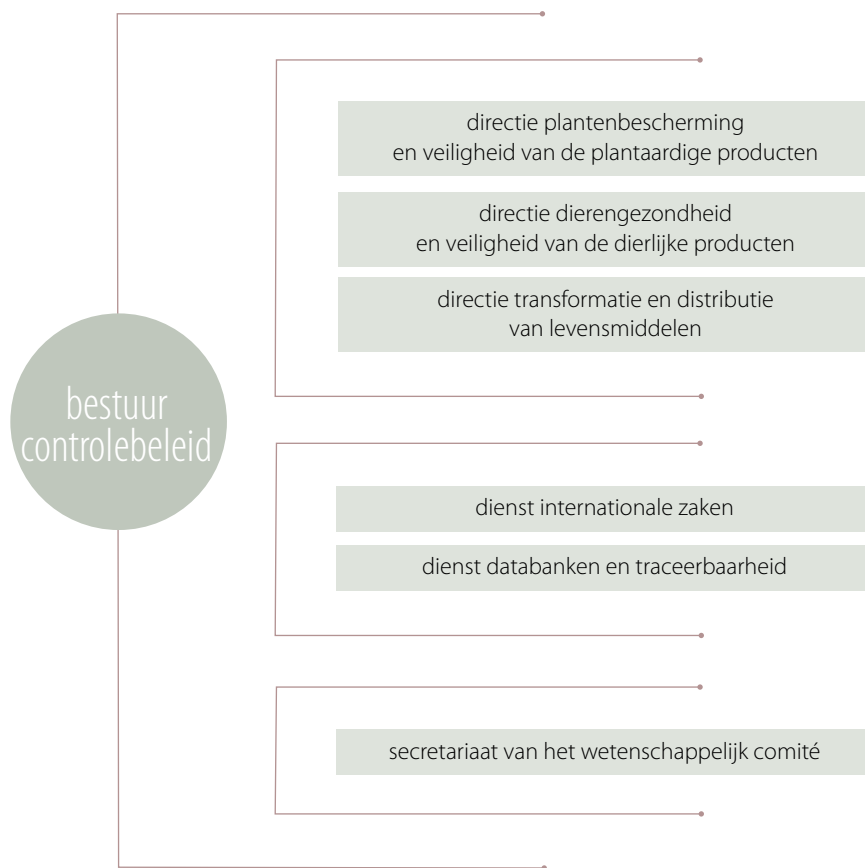 directie plantenbescherming
en veiligheid van de plantaardige producten
directie dierengezondheid
en veiligheid van de dierlijke producten
directie transformatie en distributie
van levensmiddelen
bestuur
controlebeleid
dienst internationale zaken
dienst databanken en traceerbaarheid
secretariaat van het wetenschappelijk comité